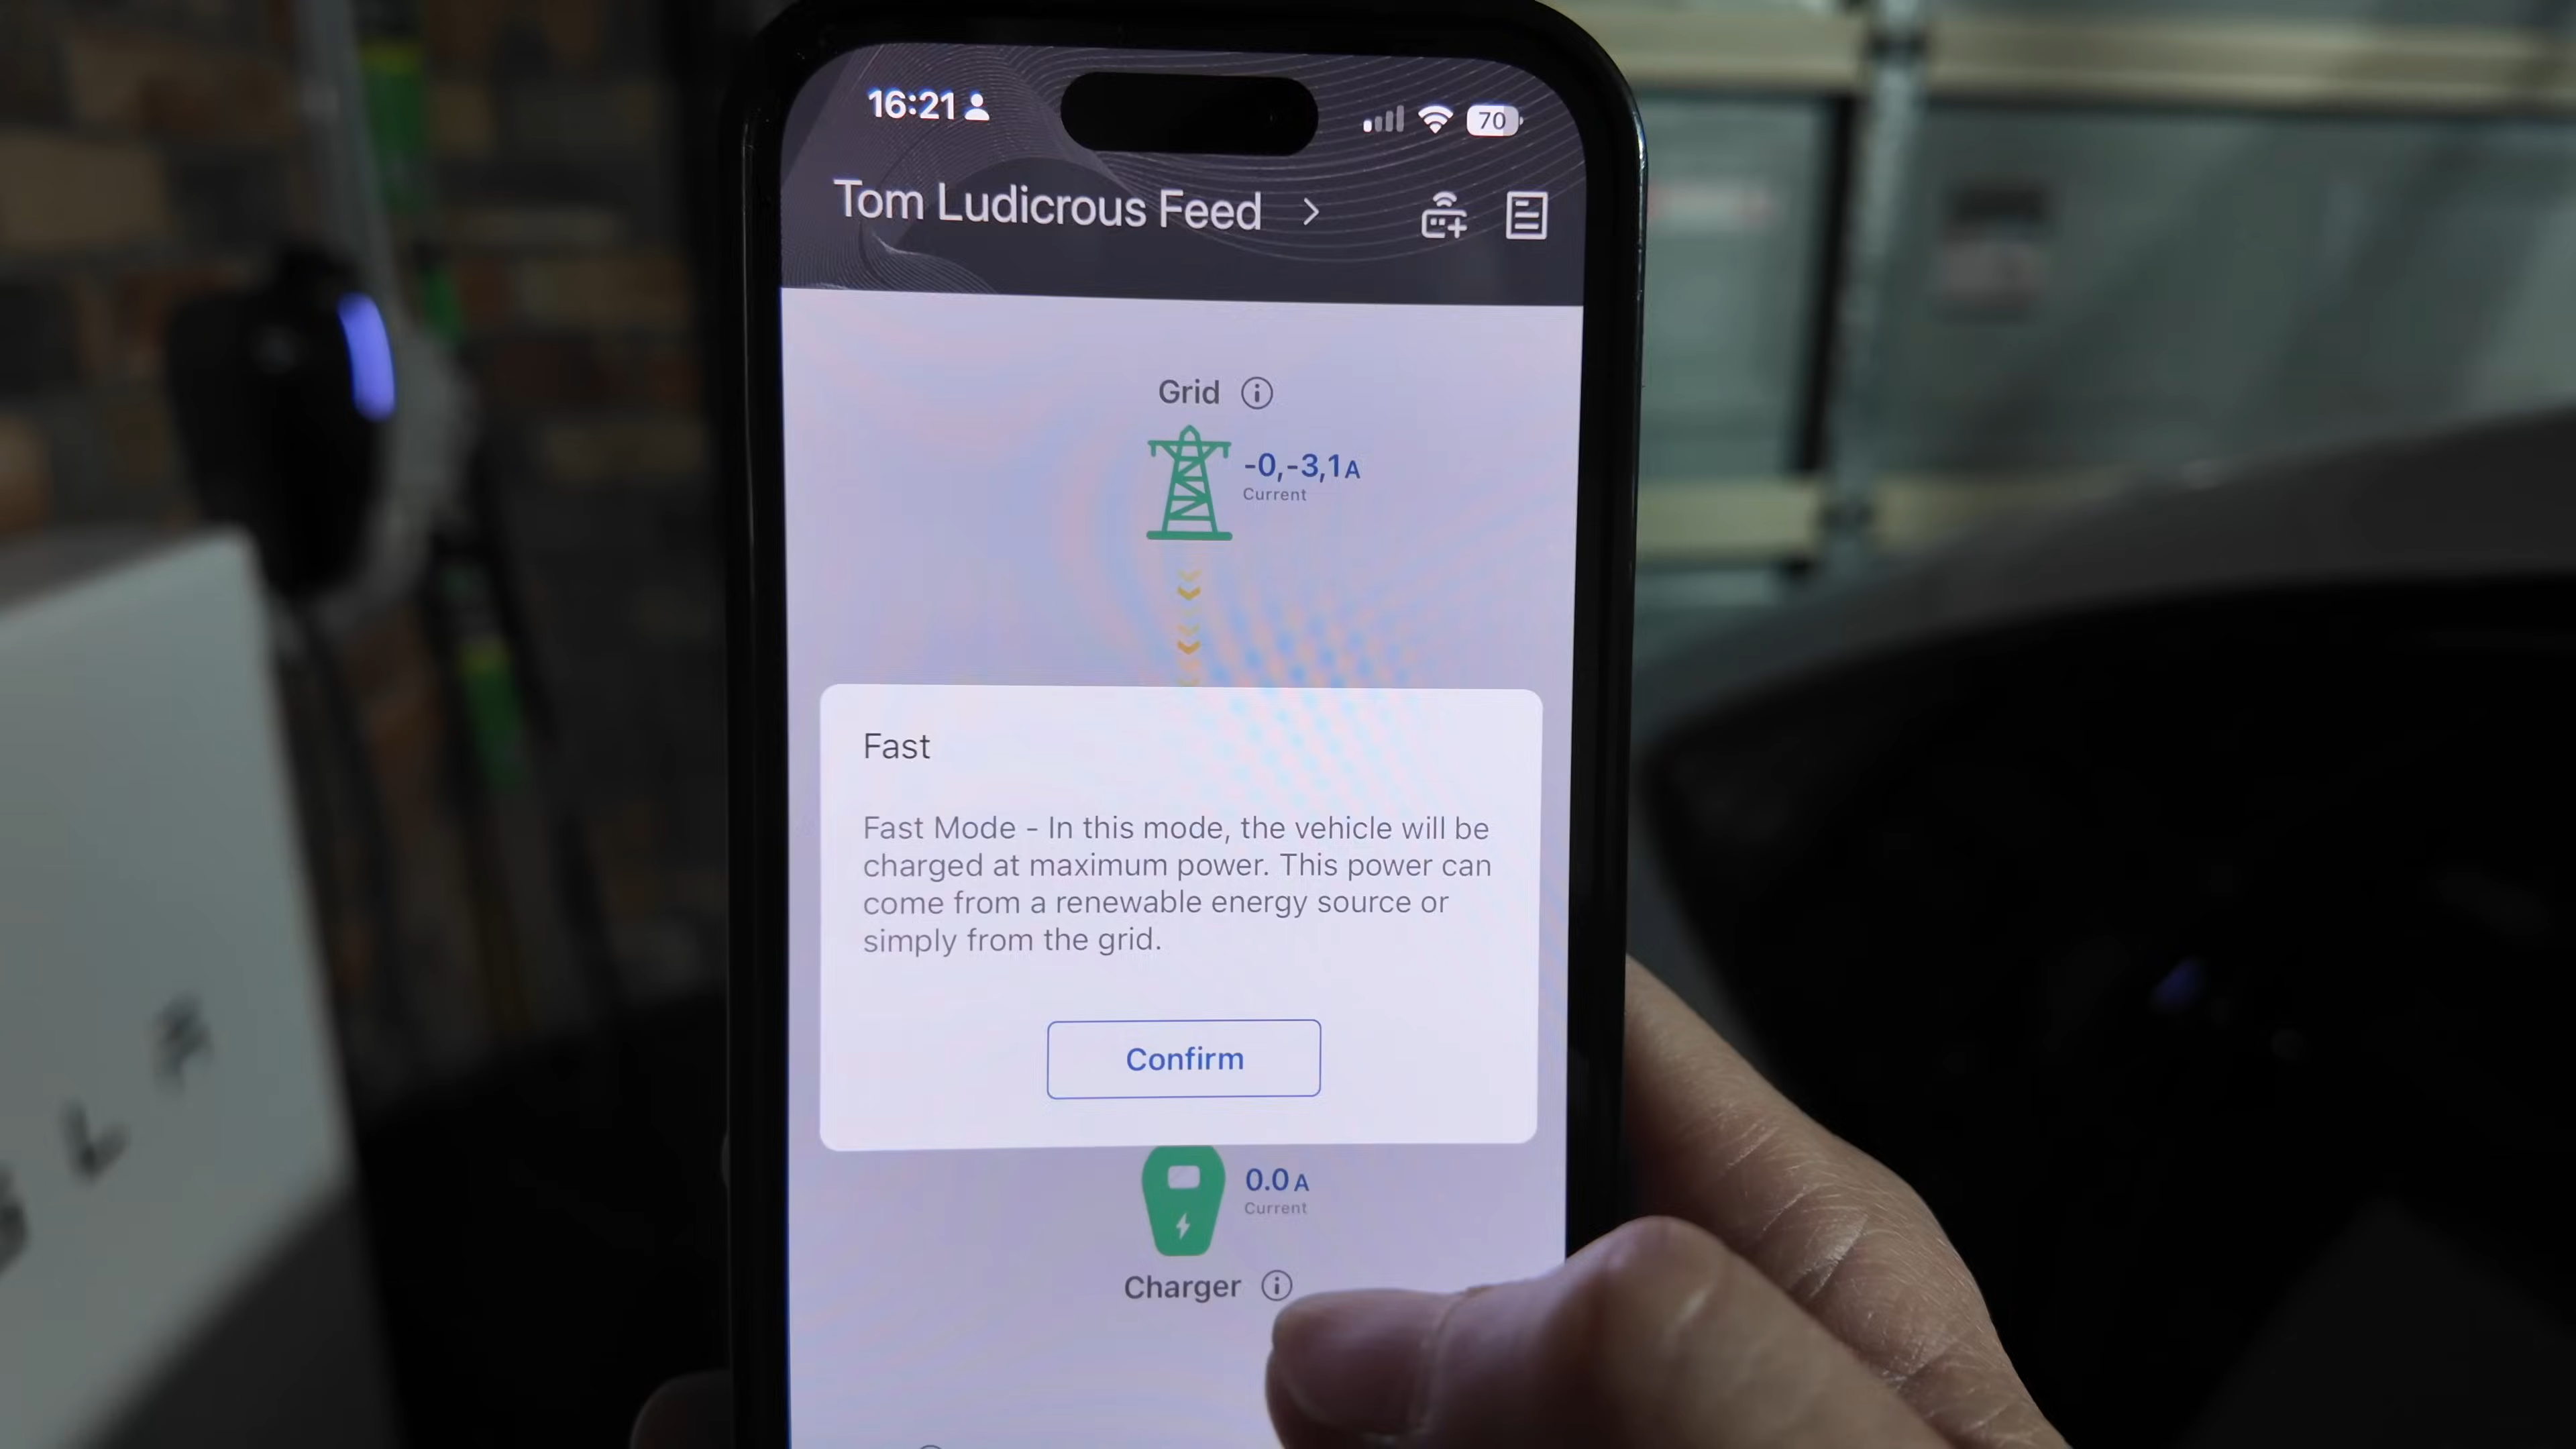 16:21
70
Tom Ludicrous Feed
Grid
-0,-3,1A
Current
Fast
Fast Mode - In this mode, the vehicle will be
charged at maximum power. This power can
come from a renewable energy source or
simply from the grid.
Confirm
0.0 A
Current
Charger